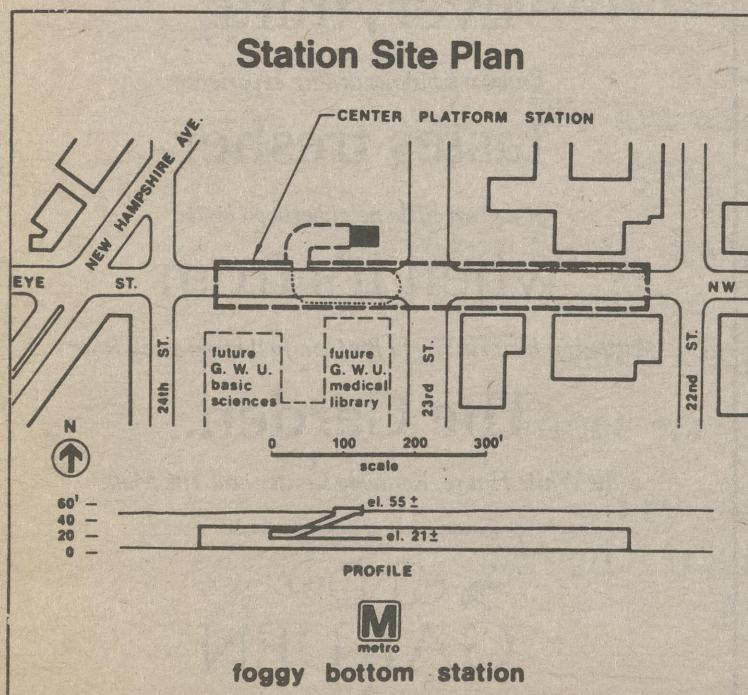 Station Site Plan
CENTER PLATFORM STATION
NEW HAMPSHIRE AVE.
EYE ST. NW
24th ST.
23rd ST.
22nd ST.
future
G. W. U.
basic
sciences
future
G. W. U.
medical
library
N
0 100 200 300'
scale
60'
40
20
0
el. 55 ±
el. 21±
PROFILE
M
metro
foggy bottom station